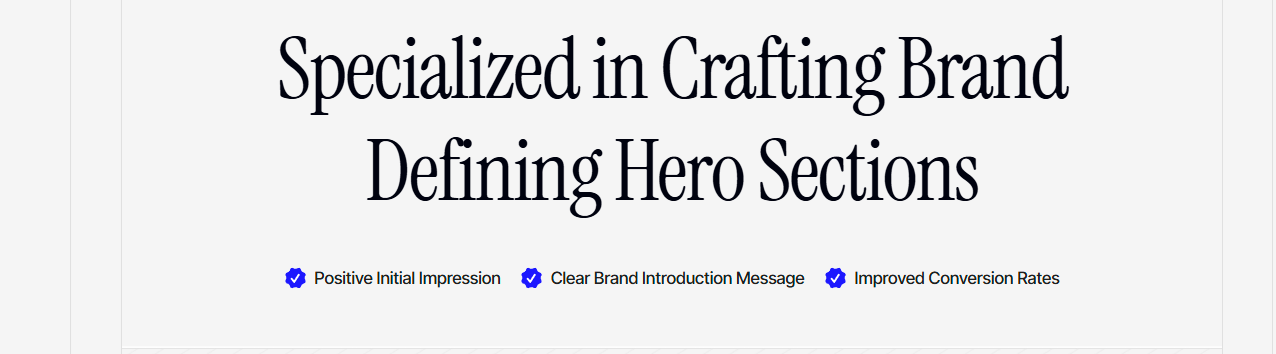 Specialized in Crafting Brand
Defining Hero Sections
Positive Initial Impression Clear Brand Introduction Message Improved Conversion Rates